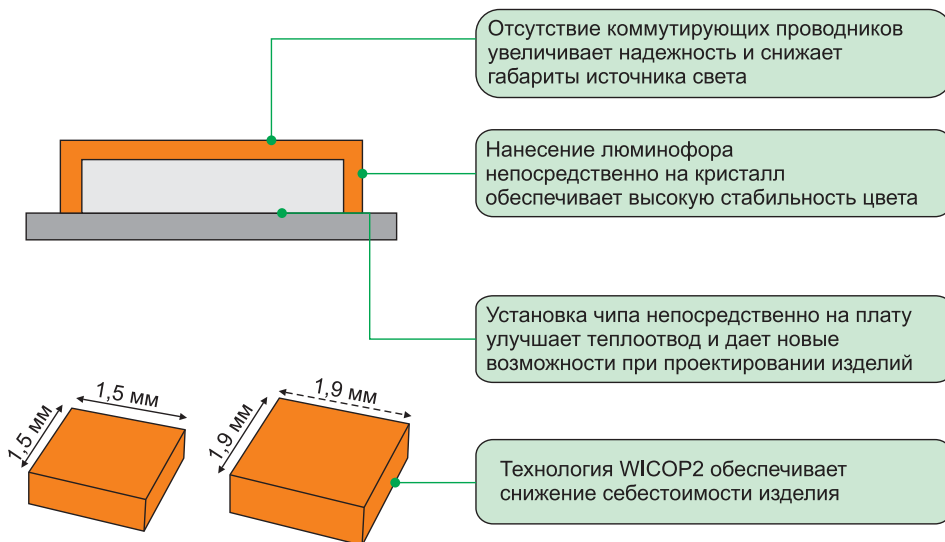 Отсутствие коммутирующих проводников
увеличивает надежность и снижает
габариты источника света
Нанесение люминофора
непосредственно на кристалл
обеспечивает высокую стабильность цвета
Установка чипа непосредственно на плату
улучшает теплоотвод и дает новые
возможности при проектировании изделий
1,5 мм
1,5 мм
1,9 мм
1,9 мм
Технология WICOP2 обеспечивает
снижение себестоимости изделия